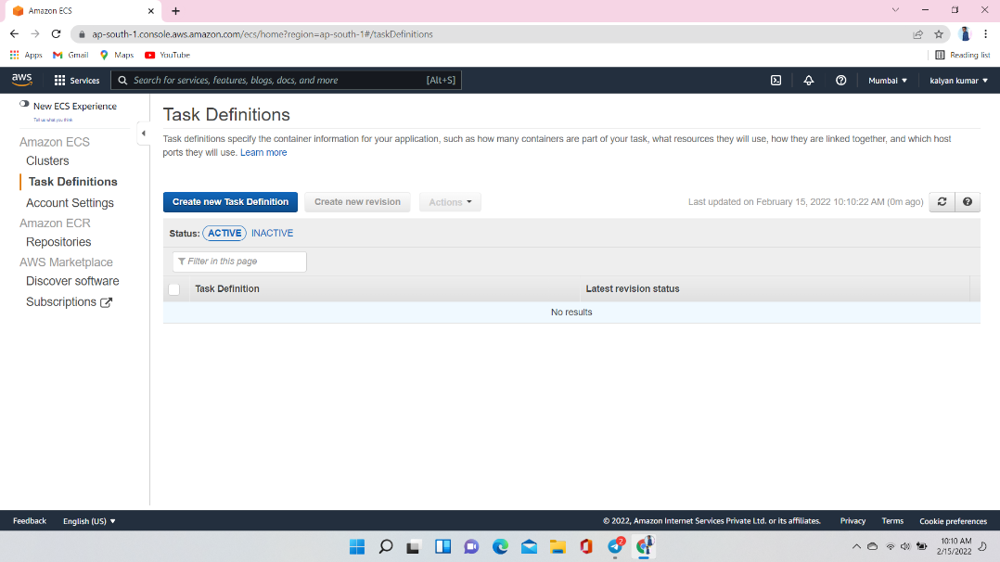 Amazon ECS
ap-south-1.console.aws.amazon.com/ecs/home?region=ap-south-1#/taskDefinitions
Apps Gmail Maps YouTube Reading list
aws Services Search for services, features, blogs, docs, and more [Alt+S] Mumbai kalyan kumar
New ECS Experience
Tell us what you think
Amazon ECS
Clusters
Task Definitions
Account Settings
Amazon ECR
Repositories
AWS Marketplace
Discover software
Subscriptions
Task Definitions
Task definitions specify the container information for your application, such as how many containers are part of your task, what resources they will use, how they are linked together, and which host
ports they will use. Learn more
Create new Task Definition Create new revision Actions Last updated on February 15, 2022 10:10:22 AM (0m ago)
Status: ACTIVE INACTIVE
Filter in this page
Task Definition Latest revision status
No results
Feedback English (US) © 2022, Amazon Internet Services Private Ltd. or its affiliates. Privacy Terms Cookie preferences
2
10:10 AM
2/15/2022